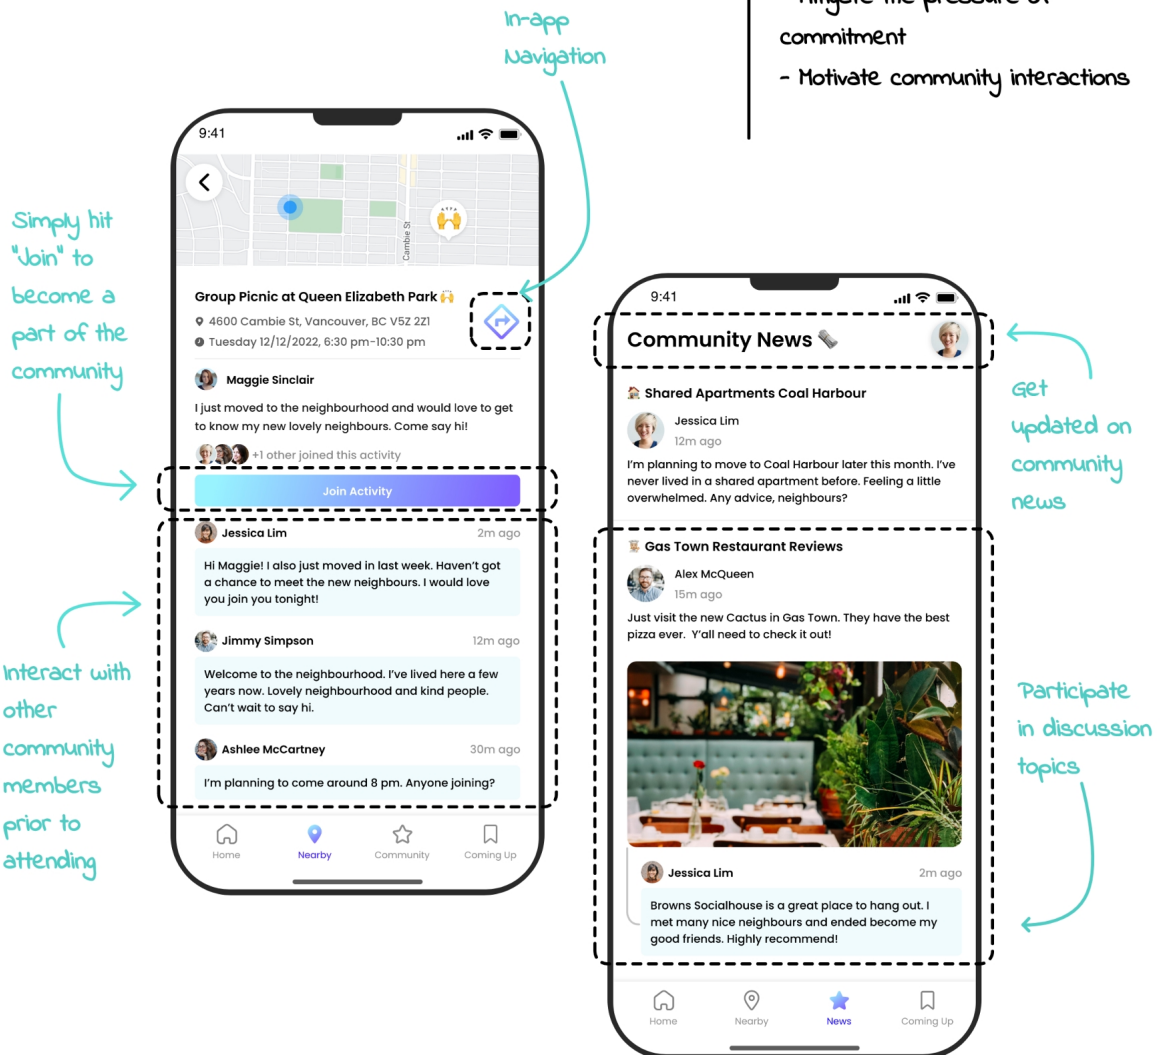 In-app
Navigation
commitment
- Motivate community interactions
Simply hit
"Join" to
become a
part of the
community
Interact with
other
community
members
prior to
attending
9:41
Cambie St
Group Picnic at Queen Elizabeth Park 🙌
4600 Cambie St, Vancouver, BC V5Z 2Z1
Tuesday 12/12/2022, 6:30 pm-10:30 pm
Maggie Sinclair
I just moved to the neighbourhood and would love to get
to know my new lovely neighbours. Come say hi!
+1 other joined this activity
Join Activity
Jessica Lim 2m ago
Hi Maggie! I also just moved in last week. Haven't got
a chance to meet the new neighbours. I would love
you join you tonight!
Jimmy Simpson 12m ago
Welcome to the neighbourhood. I've lived here a few
years now. Lovely neighbourhood and kind people.
Can't wait to say hi.
Ashlee McCartney 30m ago
I'm planning to come around 8 pm. Anyone joining?
Home Nearby Community Coming Up
9:41
Community News 🗞️
🏠 Shared Apartments Coal Harbour
Jessica Lim
12m ago
I'm planning to move to Coal Harbour later this month. I've
never lived in a shared apartment before. Feeling a little
overwhelmed. Any advice, neighbours?
Gas Town Restaurant Reviews
Alex McQueen
15m ago
Just visit the new Cactus in Gas Town. They have the best
pizza ever. Y'all need to check it out!
Jessica Lim 2m ago
Browns Socialhouse is a great place to hang out. I
met many nice neighbours and ended become my
good friends. Highly recommend!
Home Nearby News Coming Up
Get
updated on
community
news
Participate
in discussion
topics